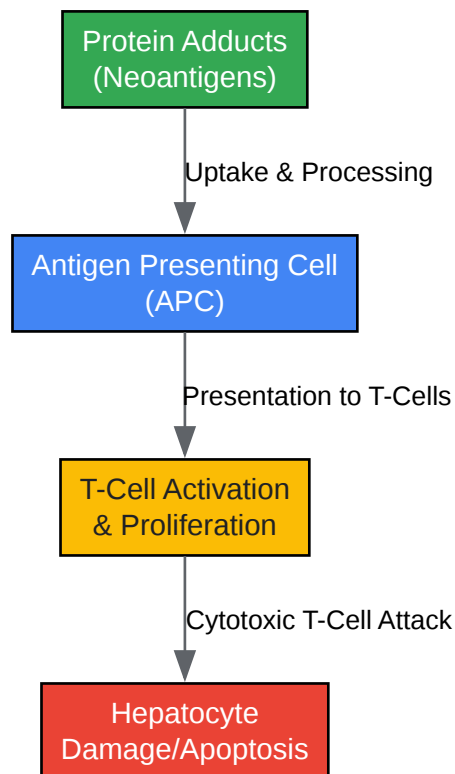 Protein Adducts
(Neoantigens)
Uptake & Processing
Antigen Presenting Cell
(APC)
Presentation to T-Cells
T-Cell Activation
& Proliferation
Cytotoxic T-Cell Attack
Hepatocyte
Damage/Apoptosis